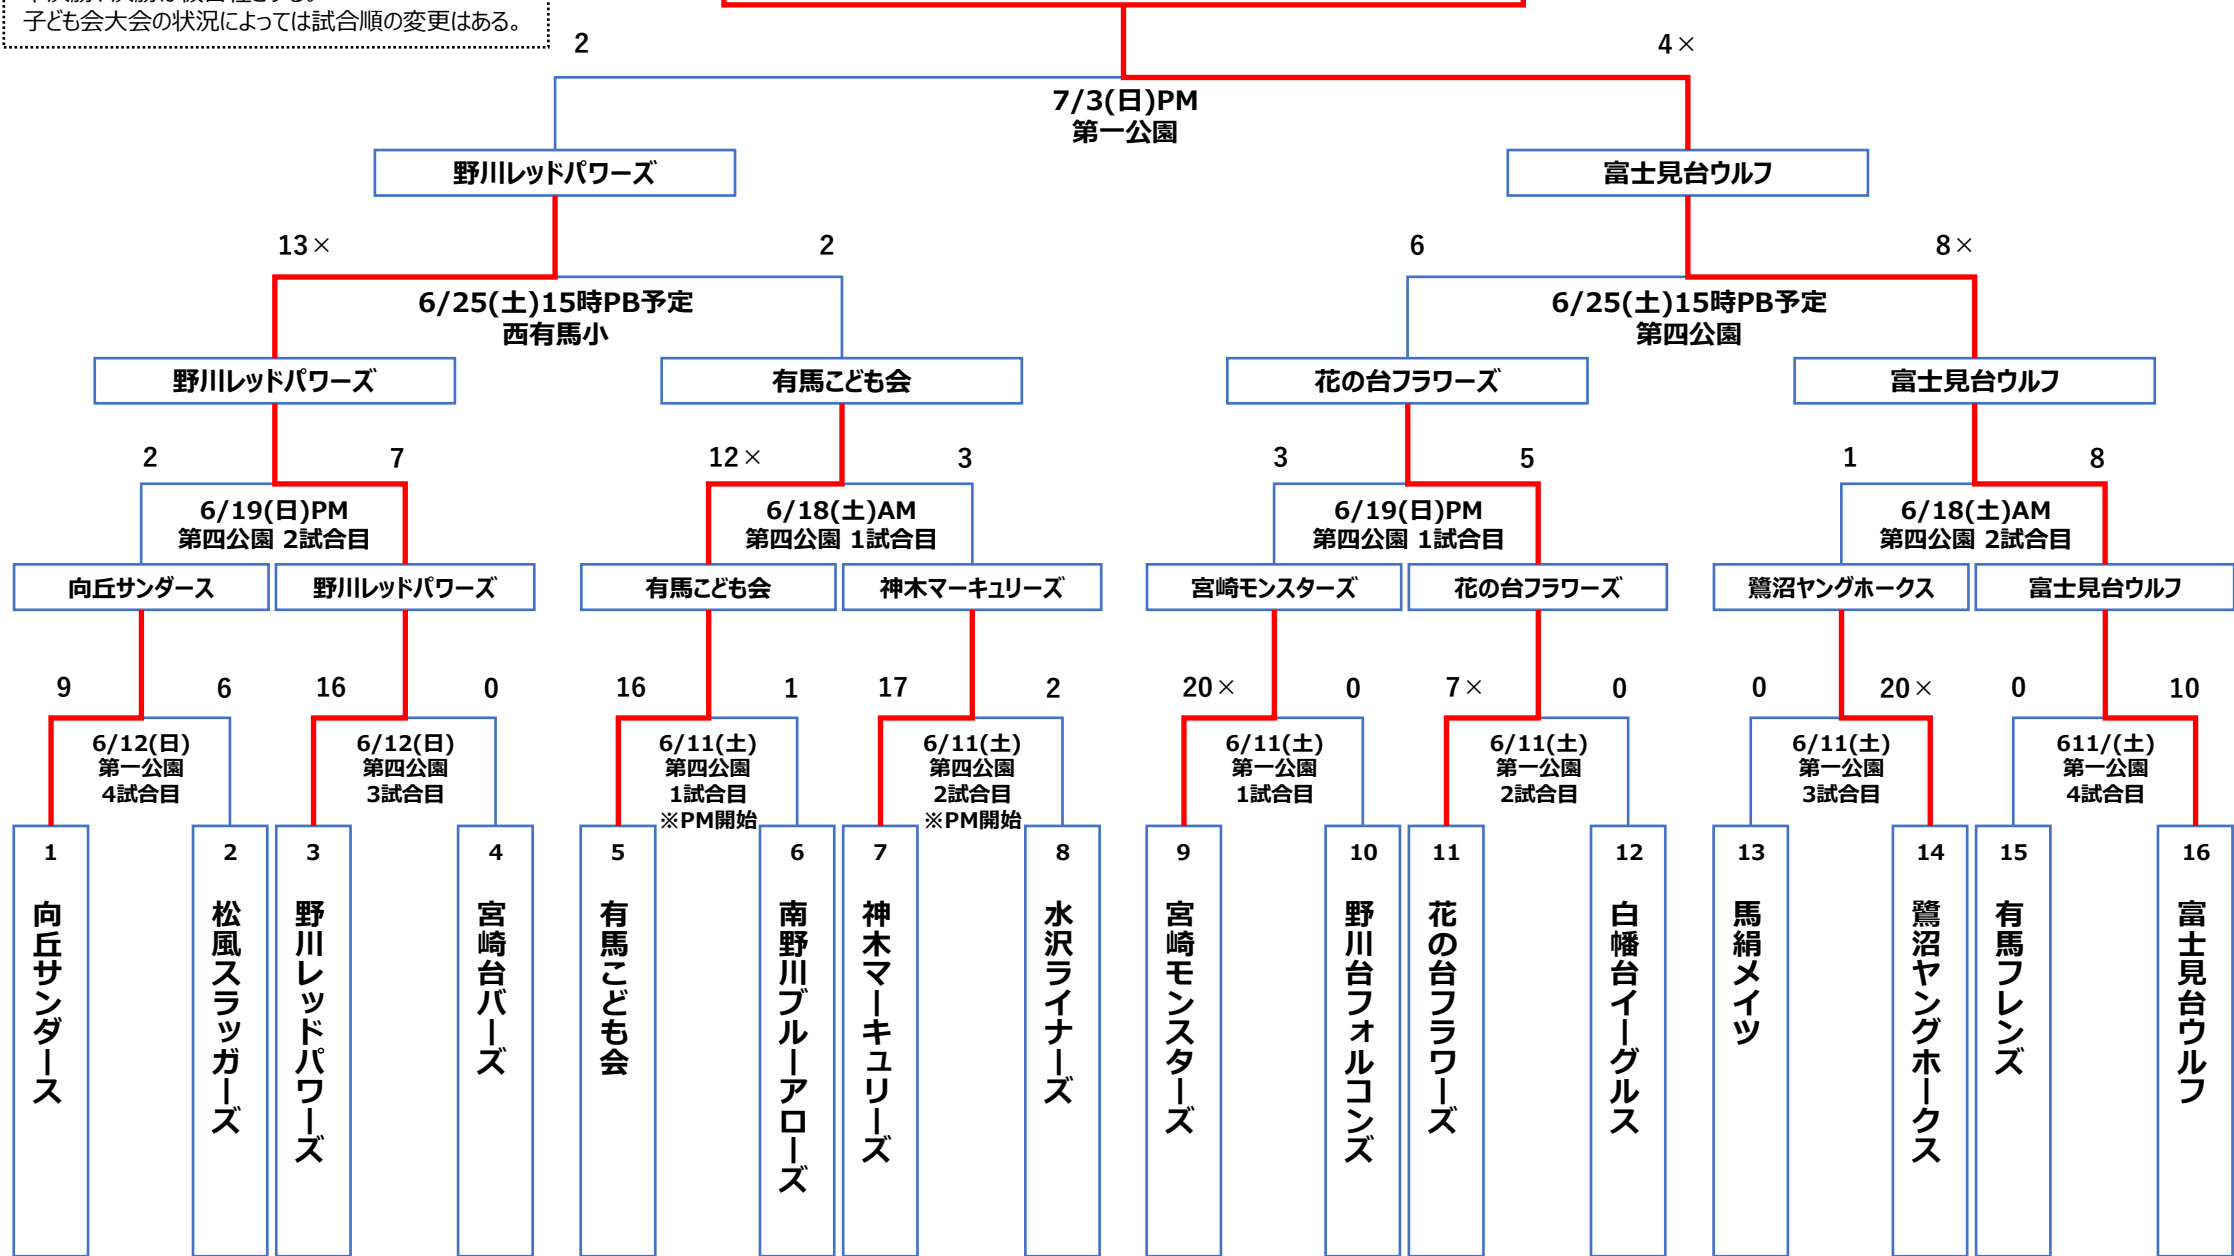 子ども会大会の状況によっては試合順の変更はある。
2
4×
7/3(日)PM
第一公園
野川レッドパワーズ
富士見台ウルフ
13×
2
6
8×
6/25(土)15時PB予定
西有馬小
6/25(土)15時PB予定
第四公園
野川レッドパワーズ
有馬こども会
花の台フラワーズ
富士見台ウルフ
2
7
12×
3
3
5
1
8
6/19(日)PM
第四公園 2試合目
6/18(土)AM
第四公園 1試合目
6/19(日)PM
第四公園 1試合目
6/18(土)AM
第四公園 2試合目
向丘サンダース
野川レッドパワーズ
有馬こども会
神木マーキュリーズ
宮崎モンスターズ
花の台フラワーズ
鷺沼ヤングホークス
富士見台ウルフ
9
6
16
0
16
1
17
2
20×
0
7×
0
0
20×
0
10
6/12(日)
第一公園
4試合目
6/12(日)
第四公園
3試合目
6/11(土)
第四公園
1試合目
※PM開始
6/11(土)
第四公園
2試合目
※PM開始
6/11(土)
第一公園
1試合目
6/11(土)
第一公園
2試合目
6/11(土)
第一公園
3試合目
611/(土)
第一公園
4試合目
1
向丘サンダース
2
松風スラッガーズ
3
野川レッドパワーズ
4
宮崎台バーズ
5
有馬こども会
6
南野川ブルーアローズ
7
神木マーキュリーズ
8
水沢ライナーズ
9
宮崎モンスターズ
10
野川台フォルコンズ
11
花の台フラワーズ
12
白幡台イーグルス
13
馬絹メイツ
14
鷺沼ヤングホークス
15
有馬フレンズ
16
富士見台ウルフ